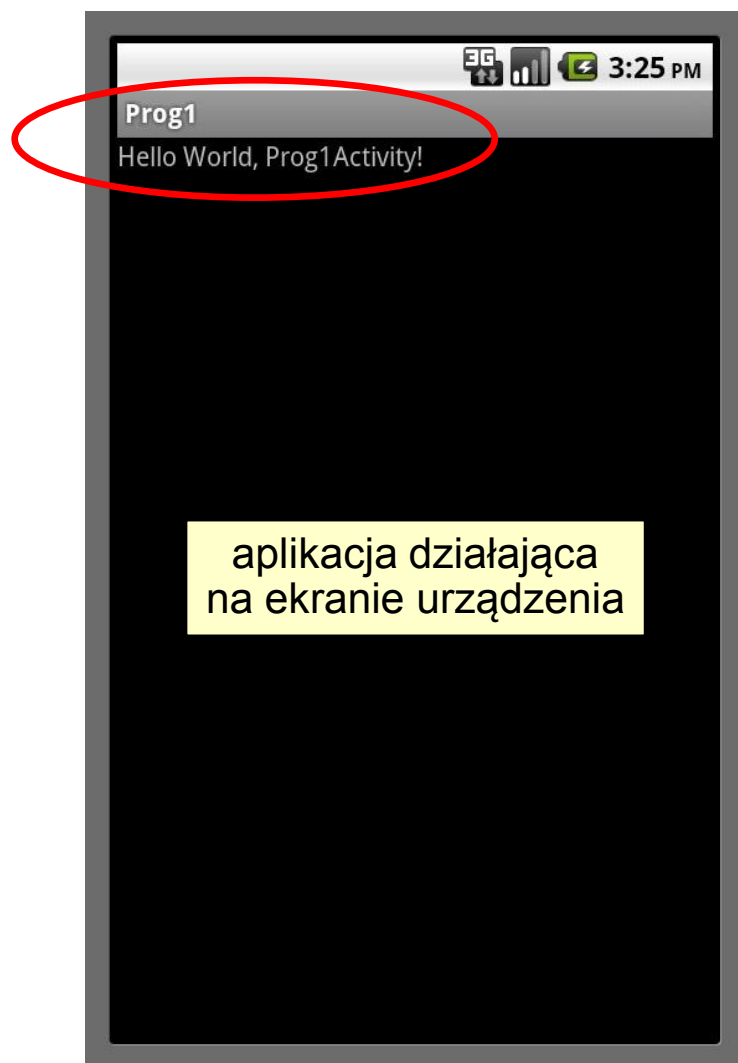 3G 3:25 PM
Prog1
Hello World, Prog1Activity!
aplikacja działająca
na ekranie urządzenia